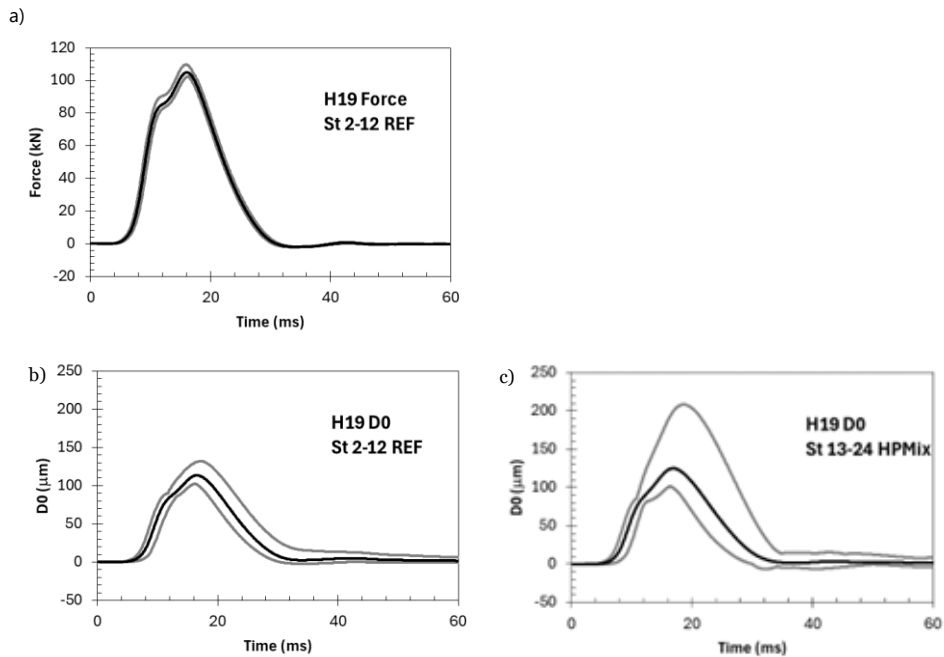 a)
120
100
80
60
40
20
0
-20
Force (kN)
H19 Force
St 2-12 REF
0 20 40 60
Time (ms)
b)
250
200
150
100
50
0
-50
D0 (μm)
H19 D0
St 2-12 REF
0 20 40 60
Time (ms)
c)
250
200
150
100
50
0
-50
D0 (μm)
H19 D0
St 13-24 HPMix
0 20 40 60
Time (ms)